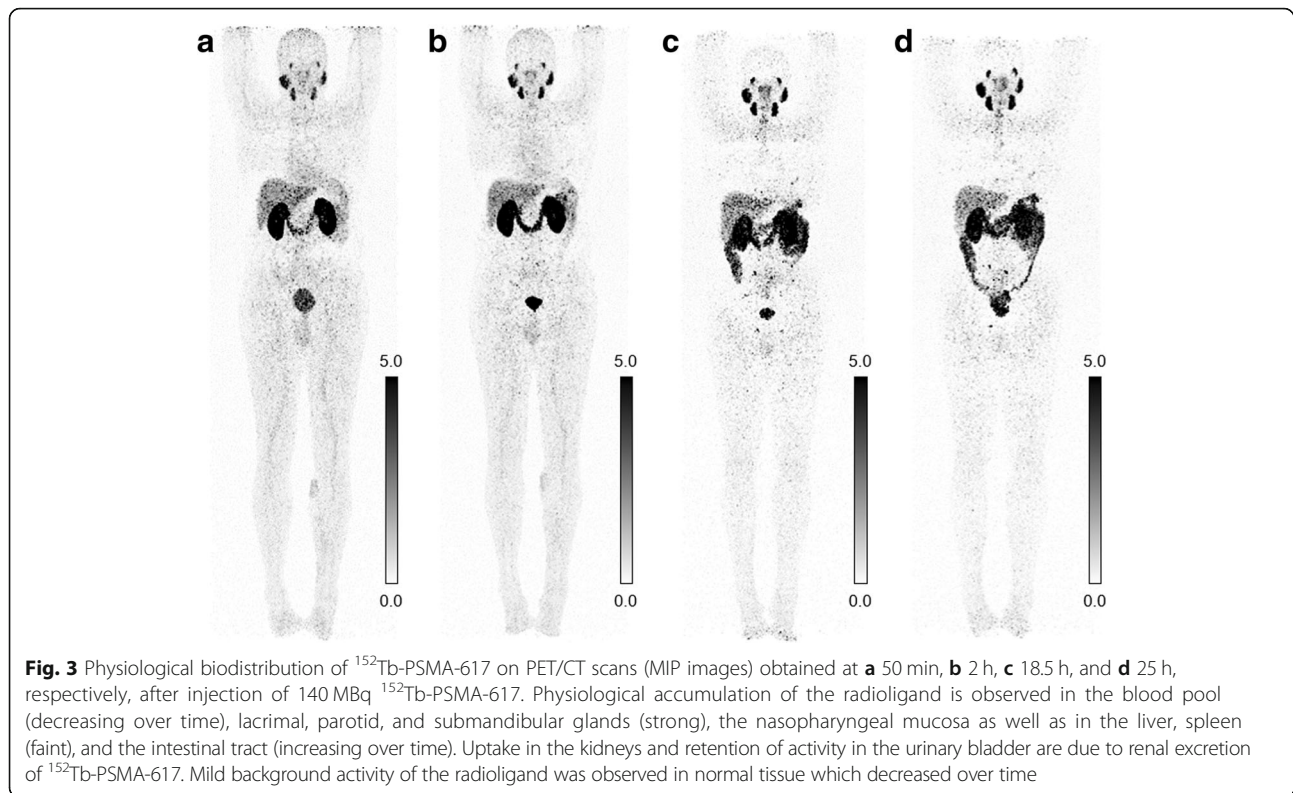 a b c d
5.0 5.0 5.0 5.0
0.0 0.0 0.0 0.0
Fig. 3 Physiological biodistribution of ¹⁵²Tb-PSMA-617 on PET/CT scans (MIP images) obtained at a 50 min, b 2 h, c 18.5 h, and d 25 h,
respectively, after injection of 140 MBq ¹⁵²Tb-PSMA-617. Physiological accumulation of the radioligand is observed in the blood pool
(decreasing over time), lacrimal, parotid, and submandibular glands (strong), the nasopharyngeal mucosa as well as in the liver, spleen
(faint), and the intestinal tract (increasing over time). Uptake in the kidneys and retention of activity in the urinary bladder are due to renal excretion
of ¹⁵²Tb-PSMA-617. Mild background activity of the radioligand was observed in normal tissue which decreased over time